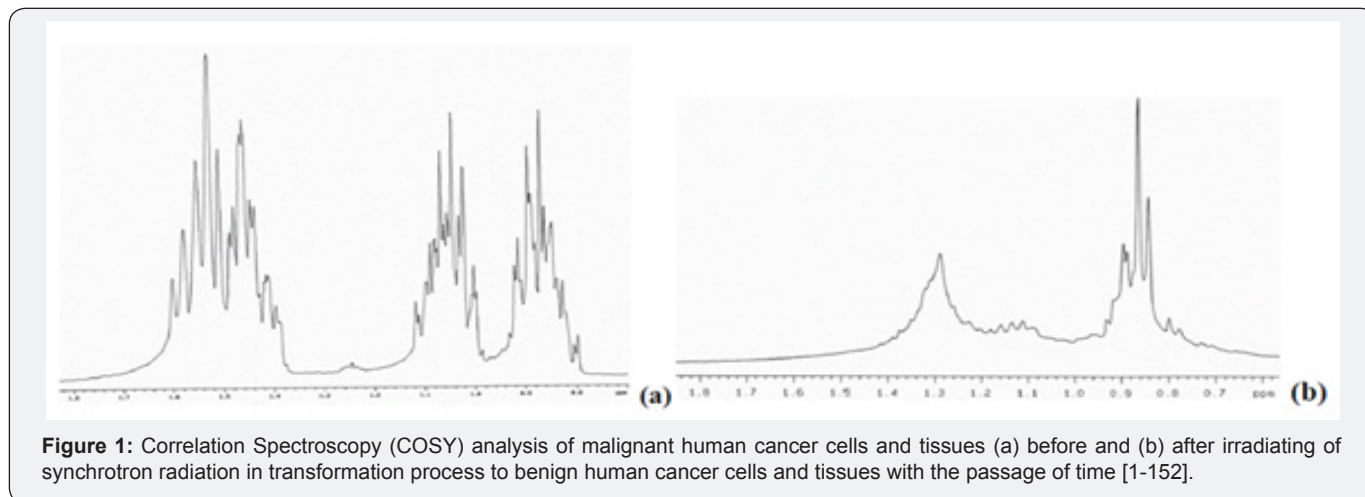 (a)
1.8 1.7 1.6 1.5 1.4 1.3 1.2 1.1 1.0 0.9 0.8 0.7 ppm
(b)
Figure 1: Correlation Spectroscopy (COSY) analysis of malignant human cancer cells and tissues (a) before and (b) after irradiating of
synchrotron radiation in transformation process to benign human cancer cells and tissues with the passage of time [1-152].